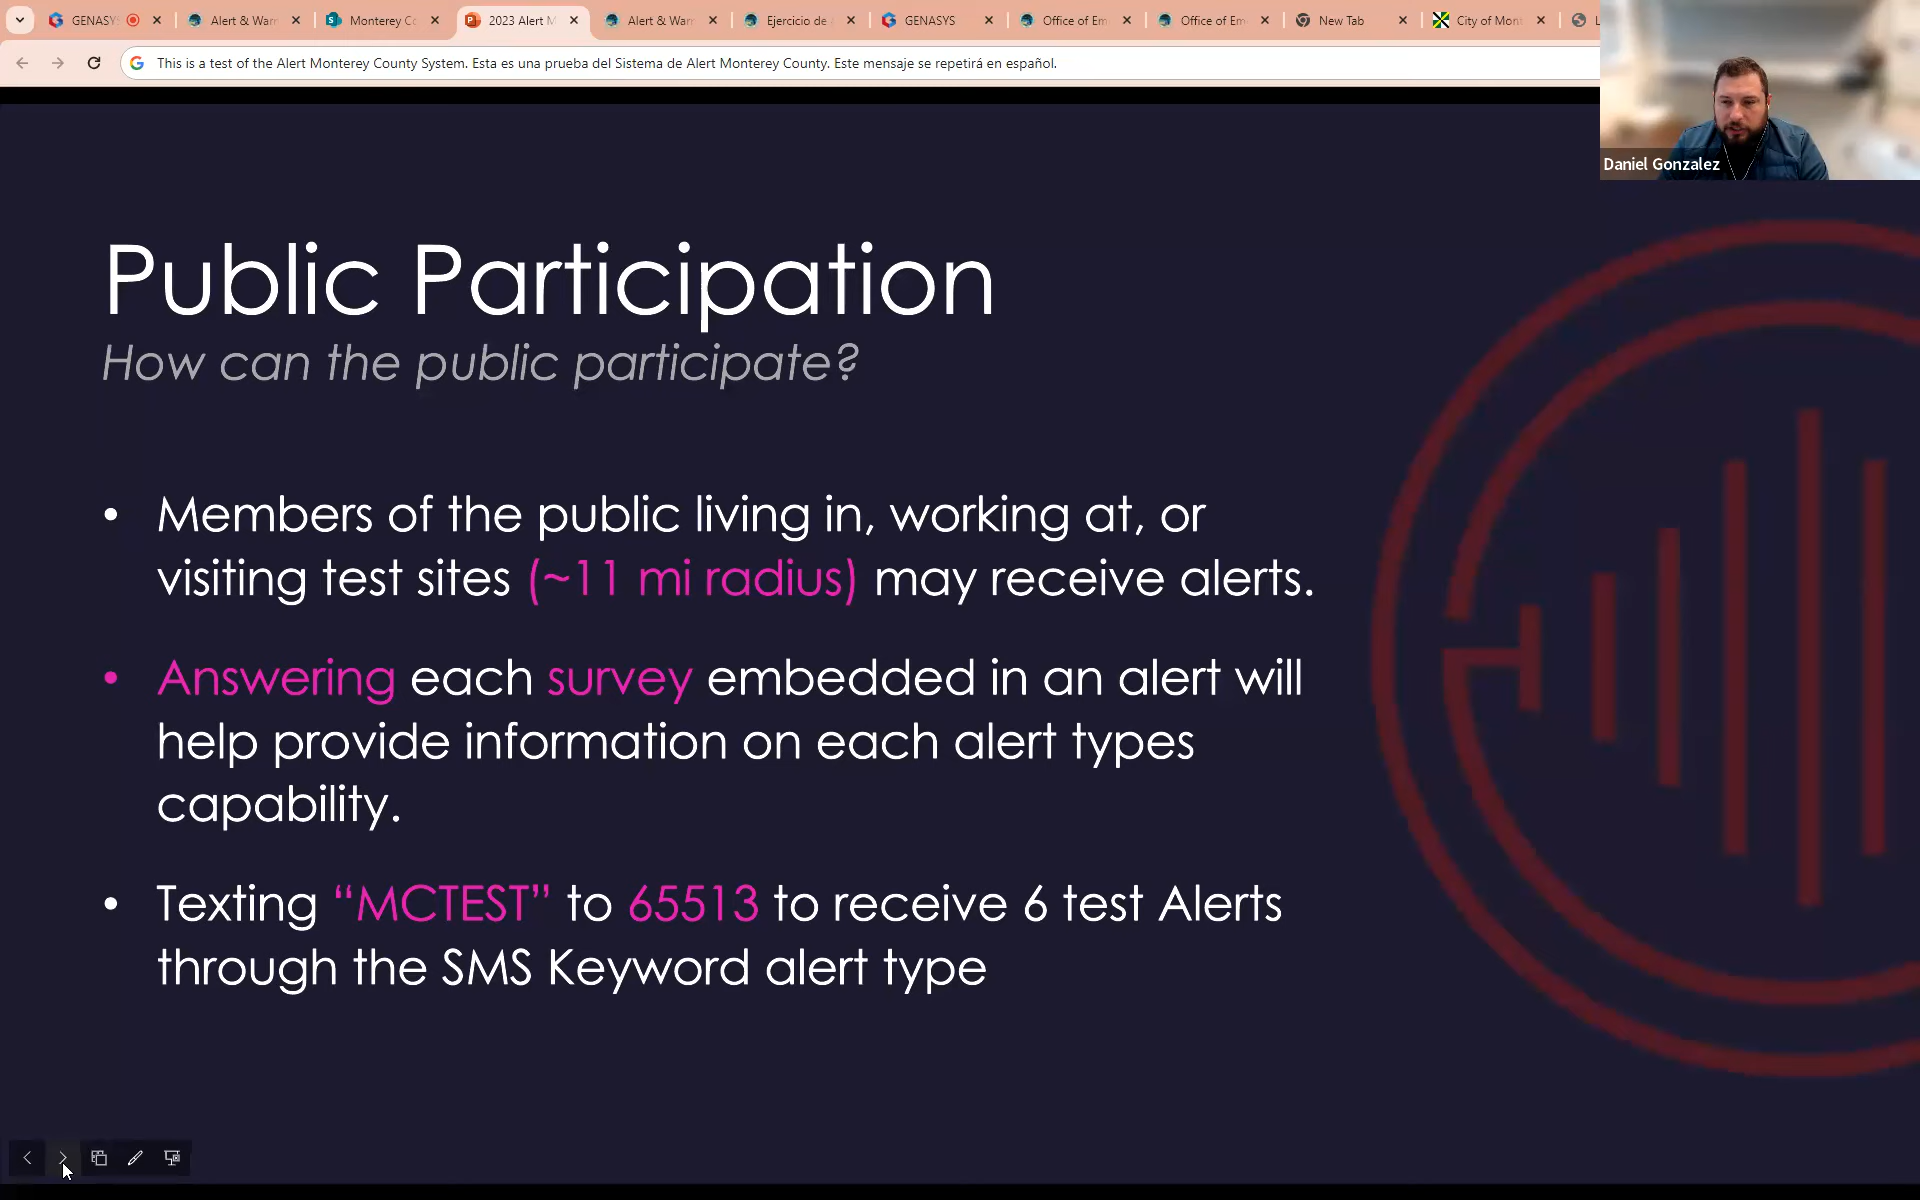 GENASYS
Alert & Warn
Monterey Co
2023 Alert M
Alert & Warn
Ejercicio de
GENASYS
Office of Em
Office of Em
New Tab
City of Mont
L
This is a test of the Alert Monterey County System. Esta es una prueba del Sistema de Alert Monterey County. Este mensaje se repetirá en español.
Daniel Gonzalez
Public Participation
How can the public participate?
• Members of the public living in, working at, or
visiting test sites (~11 mi radius) may receive alerts.
• Answering each survey embedded in an alert will
help provide information on each alert types
capability.
• Texting “MCTEST” to 65513 to receive 6 test Alerts
through the SMS Keyword alert type